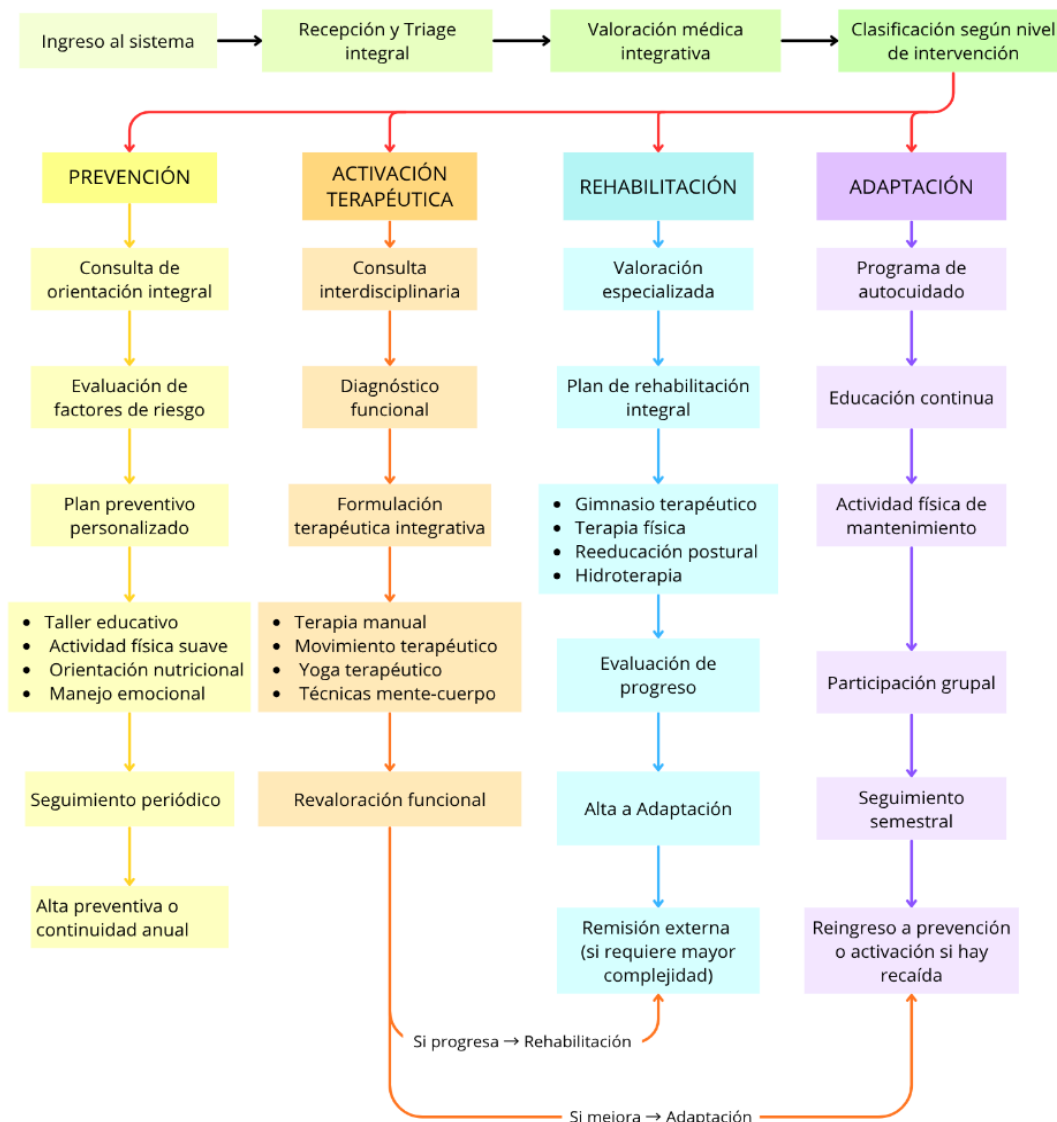 Ingreso al sistema
Recepción y Triage
integral
Valoración médica
integrativa
Clasificación según nivel
de intervención
PREVENCIÓN
Consulta de
orientación integral
Evaluación de
factores de riesgo
Plan preventivo
personalizado
• Taller educativo
• Actividad física suave
• Orientación nutricional
• Manejo emocional
Seguimiento periódico
Alta preventiva o
continuidad anual
ACTIVACIÓN
TERAPÉUTICA
Consulta
interdisciplinaria
Diagnóstico
funcional
Formulación
terapéutica integrativa
• Terapia manual
• Movimiento terapéutico
• Yoga terapéutico
• Técnicas mente-cuerpo
Revaloración funcional
REHABILITACIÓN
Valoración
especializada
Plan de rehabilitación
integral
• Gimnasio terapéutico
• Terapia física
• Reeducación postural
• Hidroterapia
Evaluación de
progreso
Alta a Adaptación
Remisión externa
(si requiere mayor
complejidad)
ADAPTACIÓN
Programa de
autocuidado
Educación continua
Actividad física de
mantenimiento
Participación grupal
Seguimiento
semestral
Reingreso a prevención
o activación si hay
recaída
Si progresa → Rehabilitación
Si mejora → Adaptación